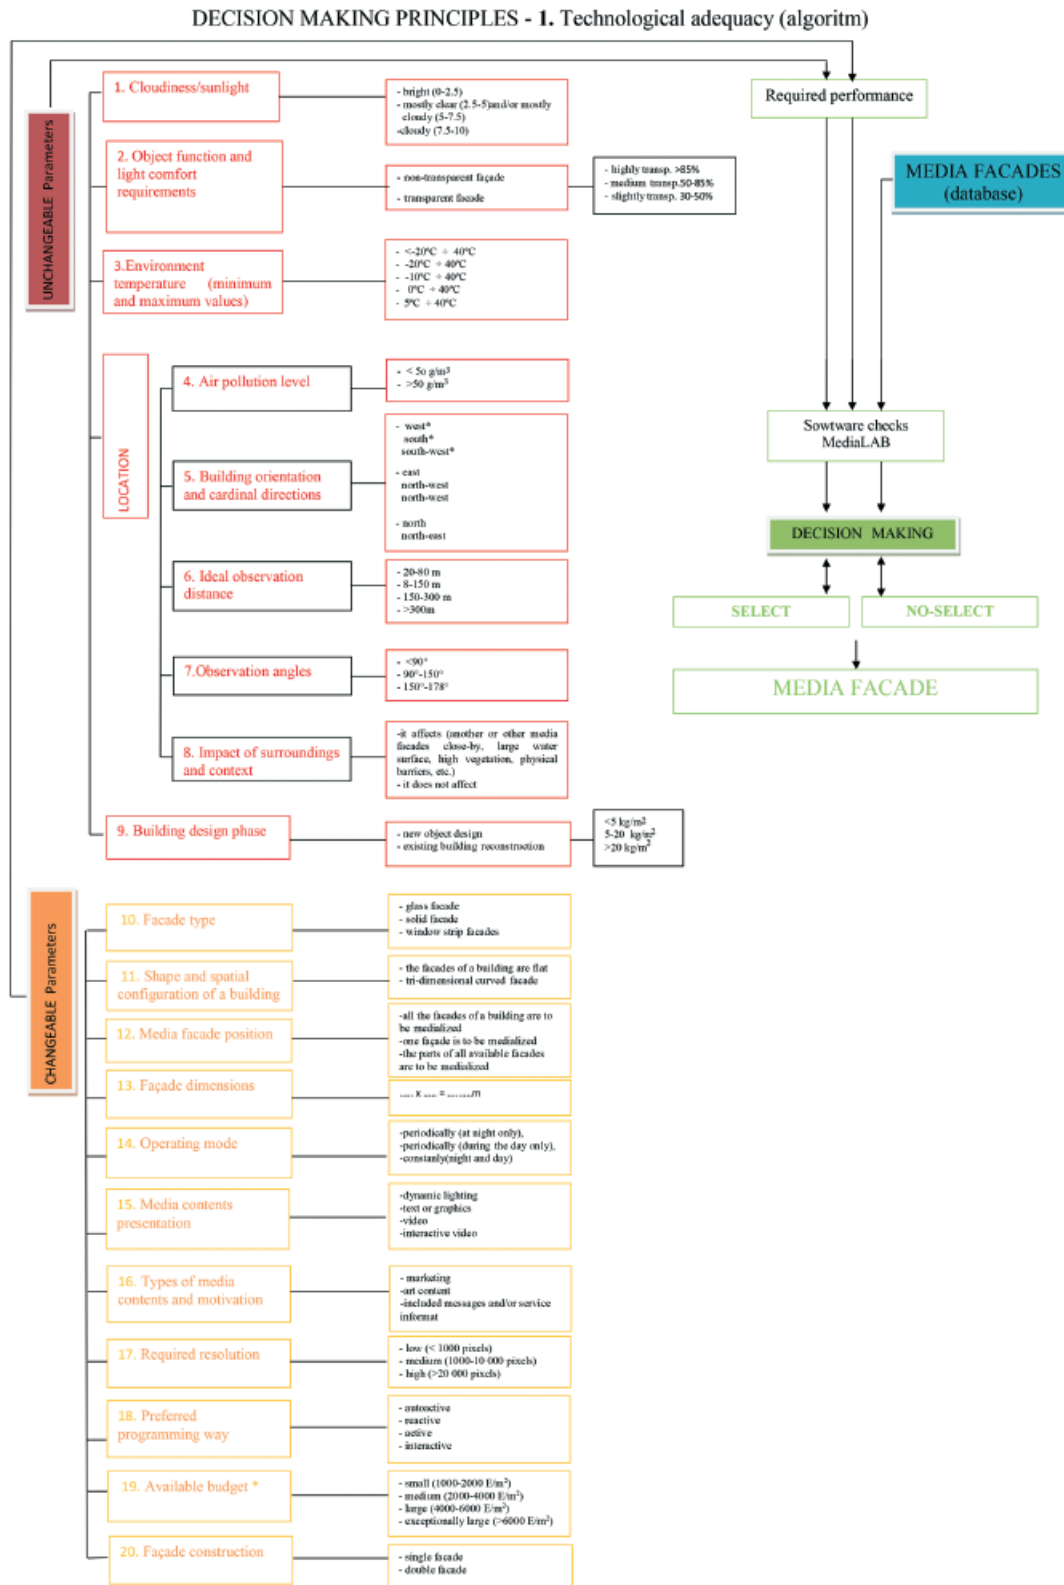 DECISION MAKING PRINCIPLES - 1. Technological adequacy (algoritm)
UNCHANGEABLE Parameters
1. Cloudiness/sunlight
- bright (0-2.5)
- mostly clear (2.5-5)and/or mostly
cloudy (5-7.5)
-cloudy (7.5-10)
2. Object function and
light comfort
requirements
- non-transparent façade
- transparent facade
- highly transp. >85%
- medium transp.50-85%
- slightly transp. 30-50%
3.Environment
temperature (minimum
and maximum values)
- <-20ºC ÷ 40ºC
- -20ºC ÷ 40ºC
- -10ºC ÷ 40ºC
- 0ºC ÷ 40ºC
- 5ºC ÷ 40ºC
LOCATION
4. Air pollution level
- < 5o g/m³
- >50 g/m³
5. Building orientation
and cardinal directions
- west*
south*
south-west*
- east
north-west
north-west
- north
north-east
6. Ideal observation
distance
- 20-80 m
- 8-150 m
- 150-300 m
- >300m
7.Observation angles
- <90°
- 90°-150°
- 150°-178°
8. Impact of surroundings
and context
-it affects (another or other media
facades close-by, large water
surface, high vegetation, physical
barriers, etc.)
- it does not affect
9. Building design phase
- new object design
- existing building reconstruction
<5 kg/m²
5-20 kg/m²
>20 kg/m²
CHANGEABLE Parameters
10. Facade type
- glass facade
- solid facade
- window strip facades
11. Shape and spatial
configuration of a building
- the facades of a building are flat
- tri-dimensional curved facade
12. Media facade position
-all the facades of a building are to
be medialized
-one façade is to be medialized
-the parts of all available facades
are to be medialized
13. Façade dimensions
..... x ..... = .........m
14. Operating mode
-periodically (at night only),
-periodically (during the day only),
-constanly(night and day)
15. Media contents
presentation
-dynamic lighting
-text or graphics
-video
-interactive video
16. Types of media
contents and motivation
- marketing
-art content
-included messages and/or service
informat
17. Required resolution
- low (< 1000 pixels)
- medium (1000-10 000 pixels)
- high (>20 000 pixels)
18. Preferred
programming way
- autoactive
- reactive
- active
- interactive
19. Available budget *
- small (1000-2000 E/m²)
- medium (2000-4000 E/m²)
- large (4000-6000 E/m²)
- exceptionally large (>6000 E/m²)
20. Façade construction
- single facade
- double facade
Required performance
MEDIA FACADES
(database)
Sowtware checks
MediaLAB
DECISION MAKING
SELECT
NO-SELECT
MEDIA FACADE